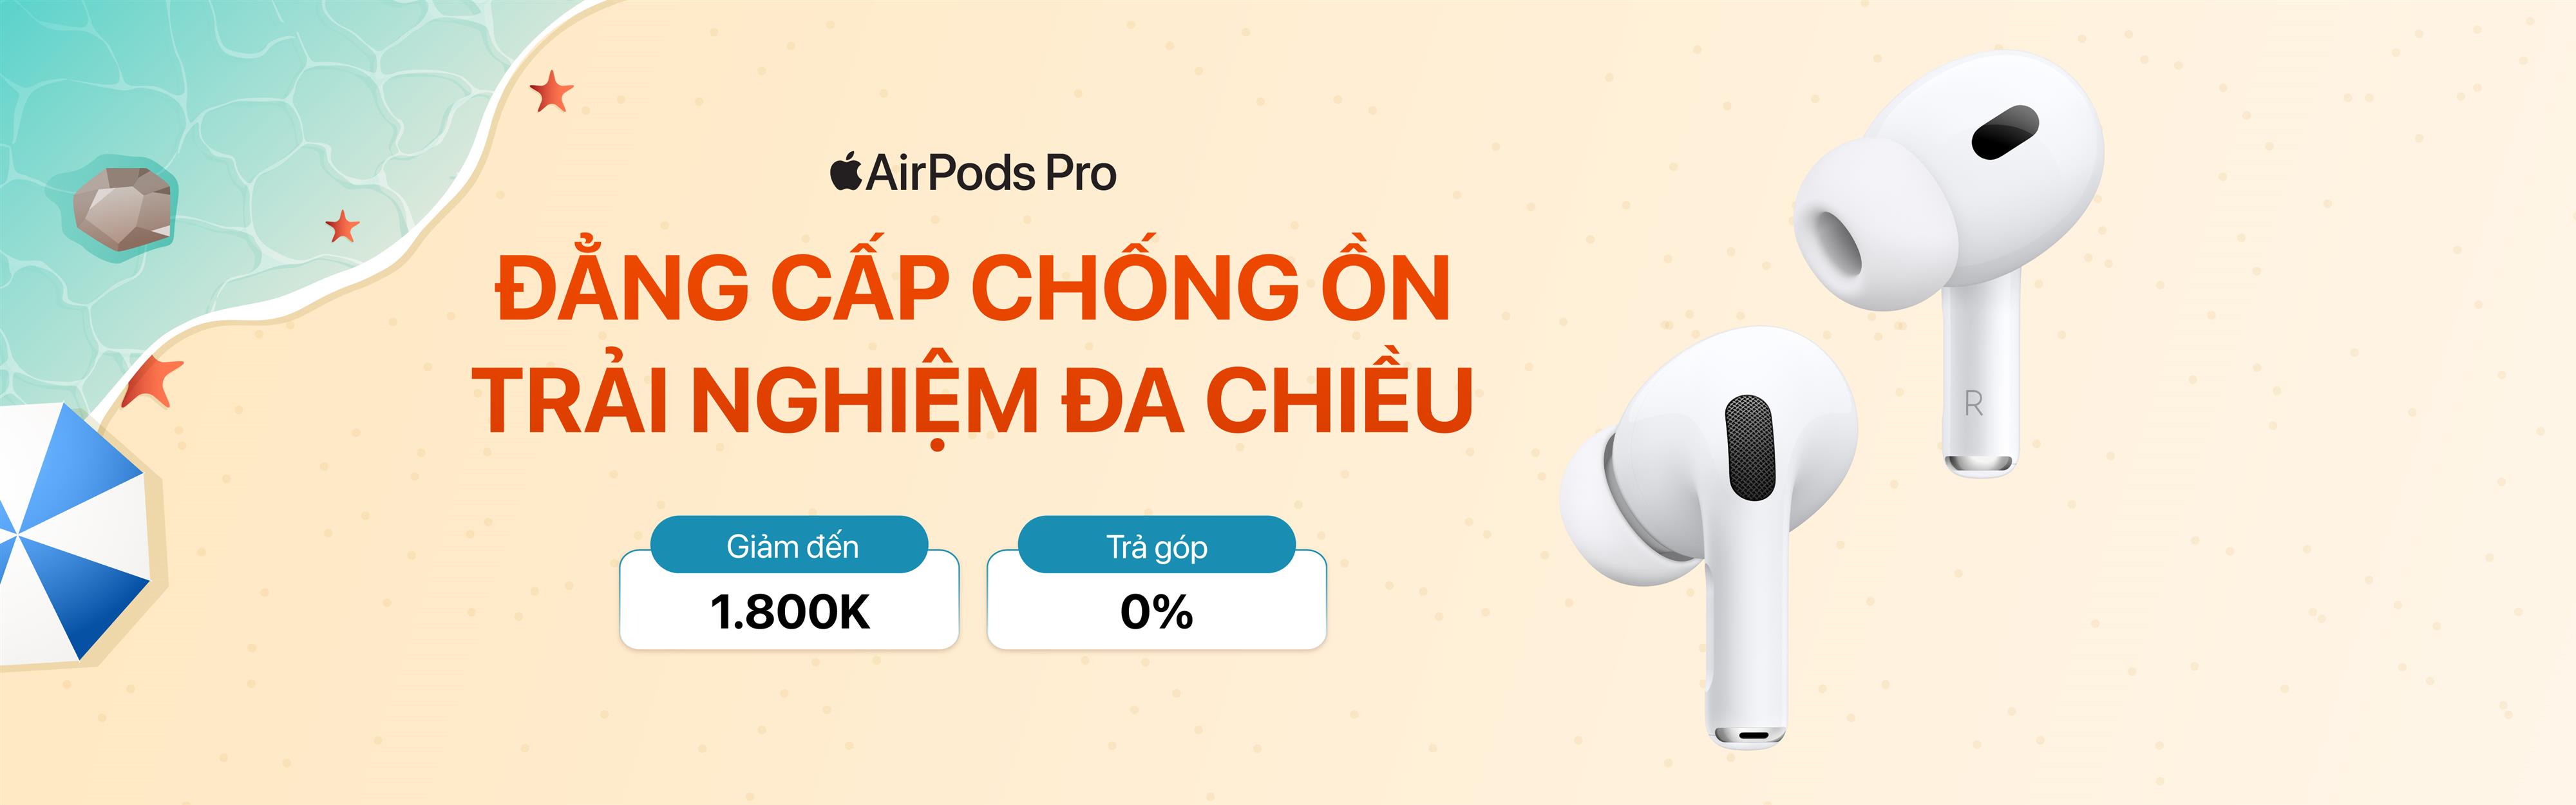 AirPods Pro
ĐẲNG CẤP CHỐNG ỒN
TRẢI NGHIỆM ĐA CHIỀU
Giảm đến
1.800K
Trả góp
0%
R